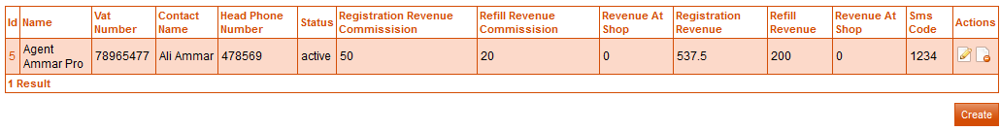 Id Name Vat Number Contact Name Head Phone Number Status Registration Revenue Commissision Refill Revenue Commissision Revenue At Shop Registration Revenue Refill Revenue Revenue At Shop Sms Code Actions
5 Agent Ammar Pro 78965477 Ali Ammar 478569 active 50 20 0 537.5 200 0 1234
1 Result
Create